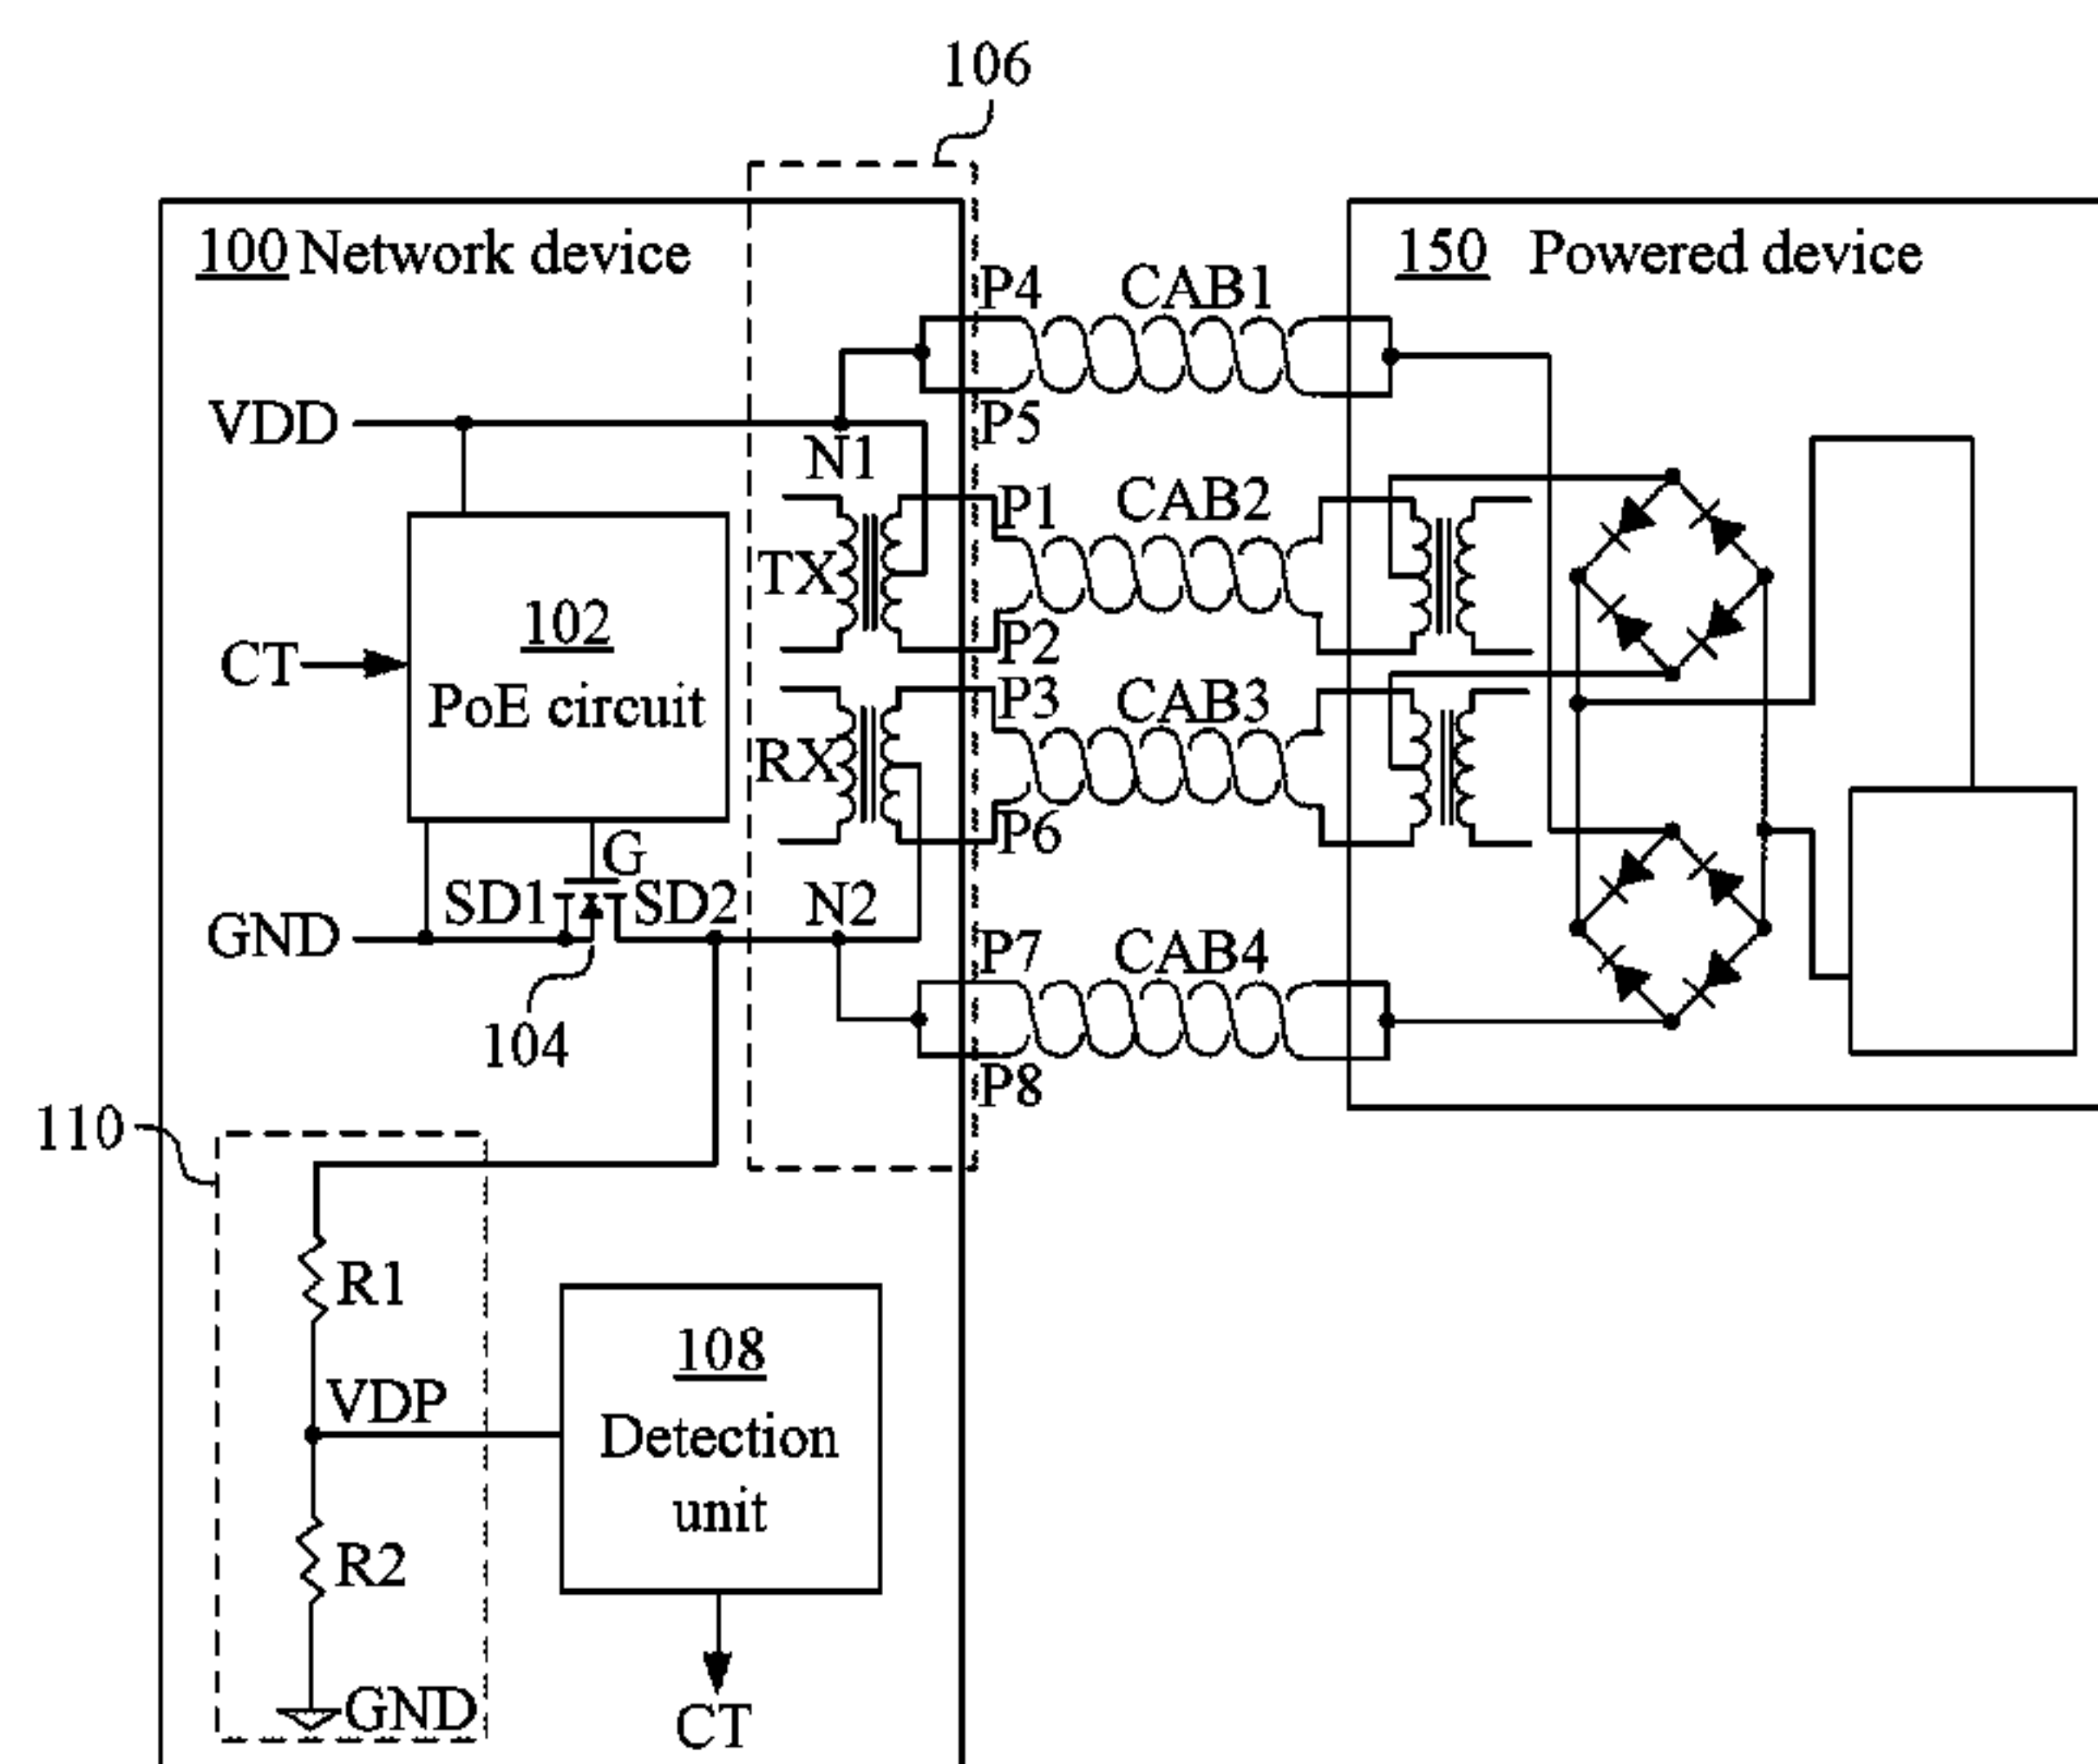 106
100 Network device
150 Powered device
P4 CAB1
P5
VDD
N1
P1 CAB2
TX
P2
102
PoE circuit
CT
P3 CAB3
RX
P6
G
SD1 SD2
N2
GND
P7 CAB4
P8
104
110
R1
VDP
108
Detection
unit
R2
GND
CT